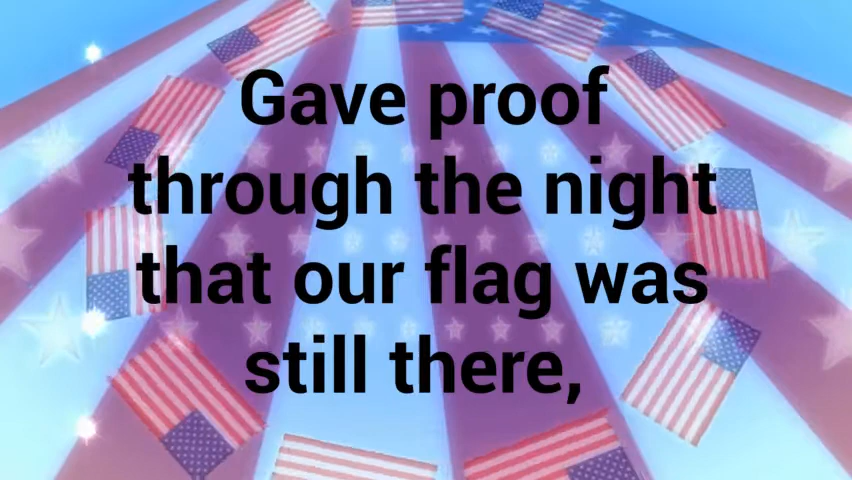 Gave proof
through the night
that our flag was
still there,